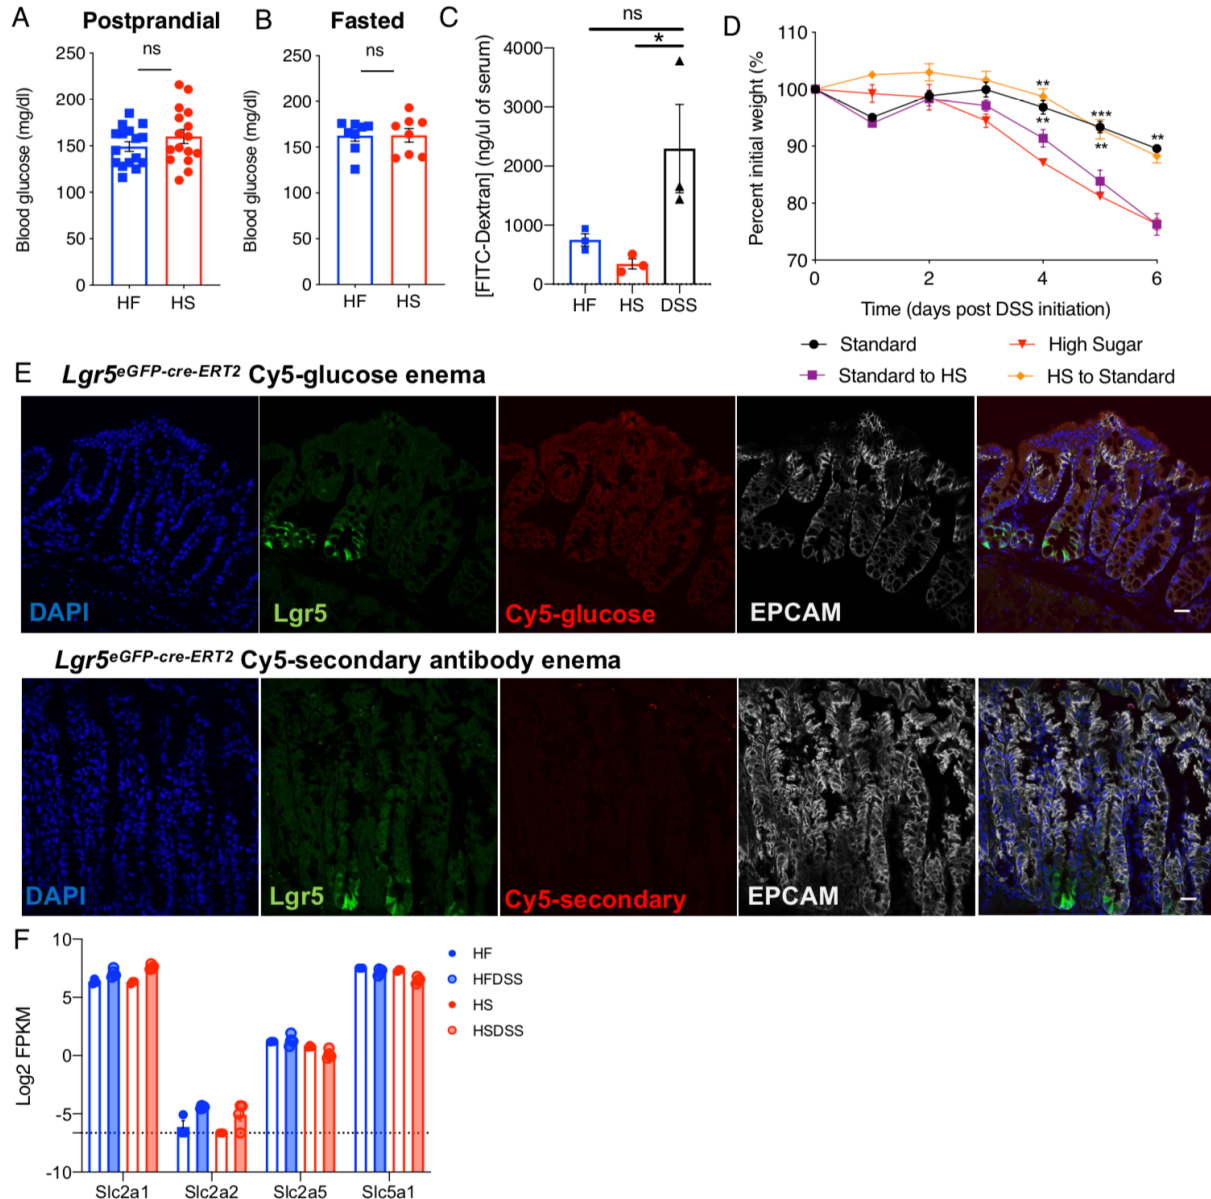 A
Postprandial
ns
Blood glucose (mg/dl)
250
200
150
100
50
0
HF
HS
B
Fasted
ns
Blood glucose (mg/dl)
250
200
150
100
50
0
HF
HS
C
ns
*
[FITC-Dextran] (ng/ul of serum)
4000
3000
2000
1000
0
HF
HS
DSS
D
Percent initial weight (%
110
100
90
80
70
**
**
***
**
**
0
2
4
6
Time (days post DSS initiation)
Standard
High Sugar
Standard to HS
HS to Standard
E
Lgr5eGFP-cre-ERT2 Cy5-glucose enema
DAPI
Lgr5
Cy5-glucose
EPCAM
Lgr5eGFP-cre-ERT2 Cy5-secondary antibody enema
DAPI
Lgr5
Cy5-secondary
EPCAM
F
Log2 FPKM
10
5
0
-5
-10
Slc2a1
Slc2a2
Slc2a5
Slc5a1
HF
HFDSS
HS
HSDSS